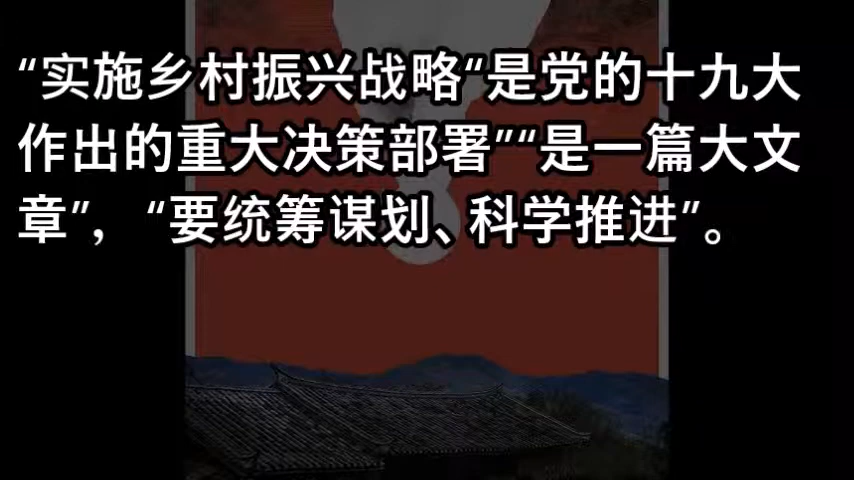 “实施乡村振兴战略“是党的十九大
作出的重大决策部署”“是一篇大文
章”，“要统筹谋划、科学推进”。